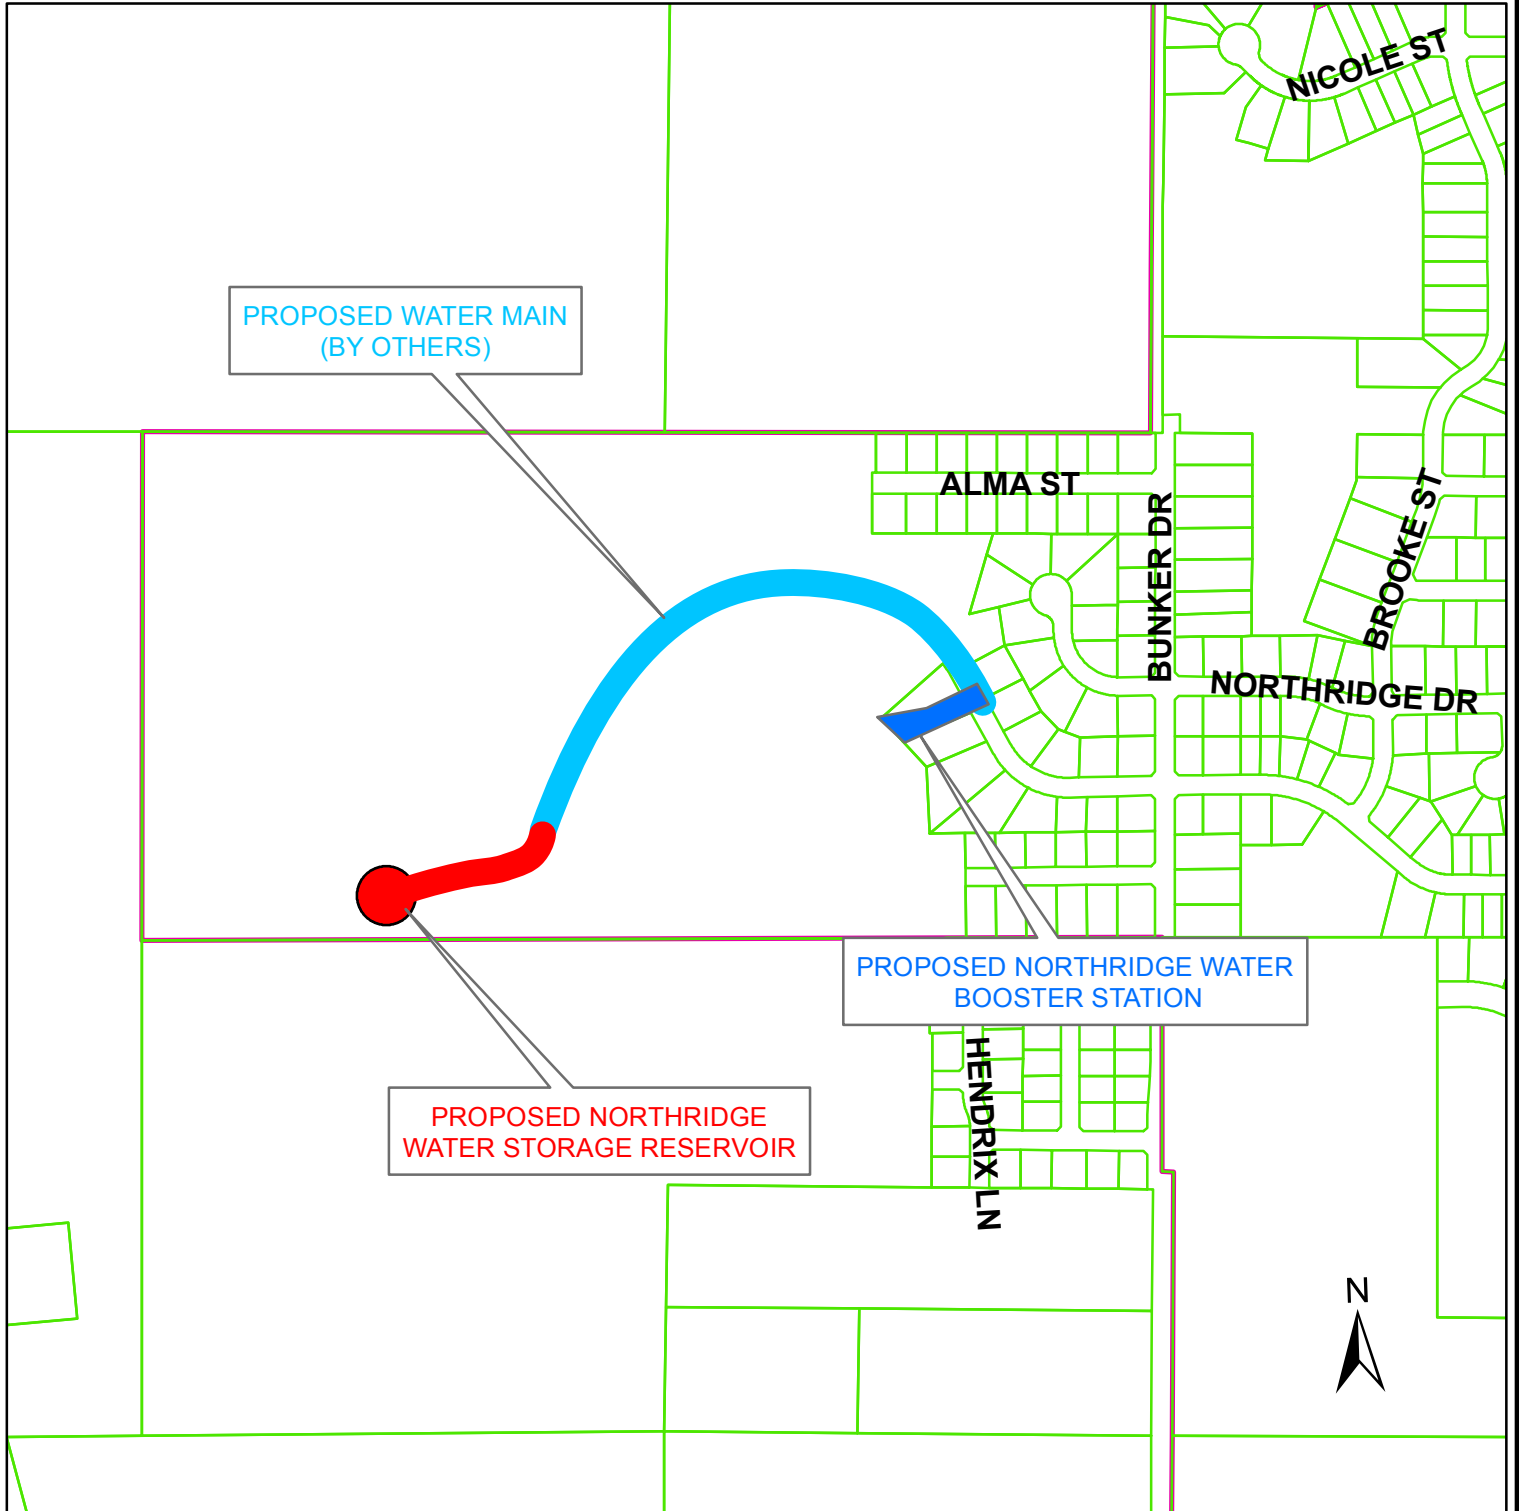 NICOLE ST
PROPOSED WATER MAIN
(BY OTHERS)
ALMA ST
BUNKER DR
BROOKE ST
NORTHRIDGE DR
PROPOSED NORTHRIDGE WATER
BOOSTER STATION
HENDRIX LN
PROPOSED NORTHRIDGE
WATER STORAGE RESERVOIR
N